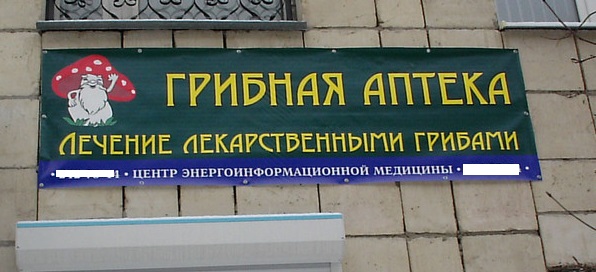 ГРИБНАЯ АПТЕКА
ЛЕЧЕНИЕ ЛЕКАРСТВЕННЫМИ ГРИБАМИ
• ЦЕНТР ЭНЕРГОИНФОРМАЦИОННОЙ МЕДИЦИНЫ •